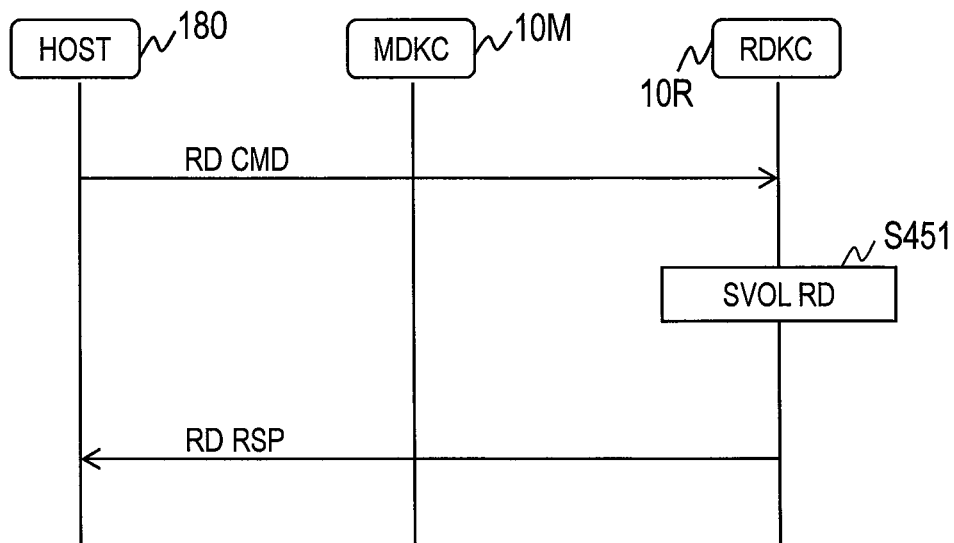 HOST
180
MDKC
10M
RDKC
10R
RD CMD
S451
SVOL RD
RD RSP